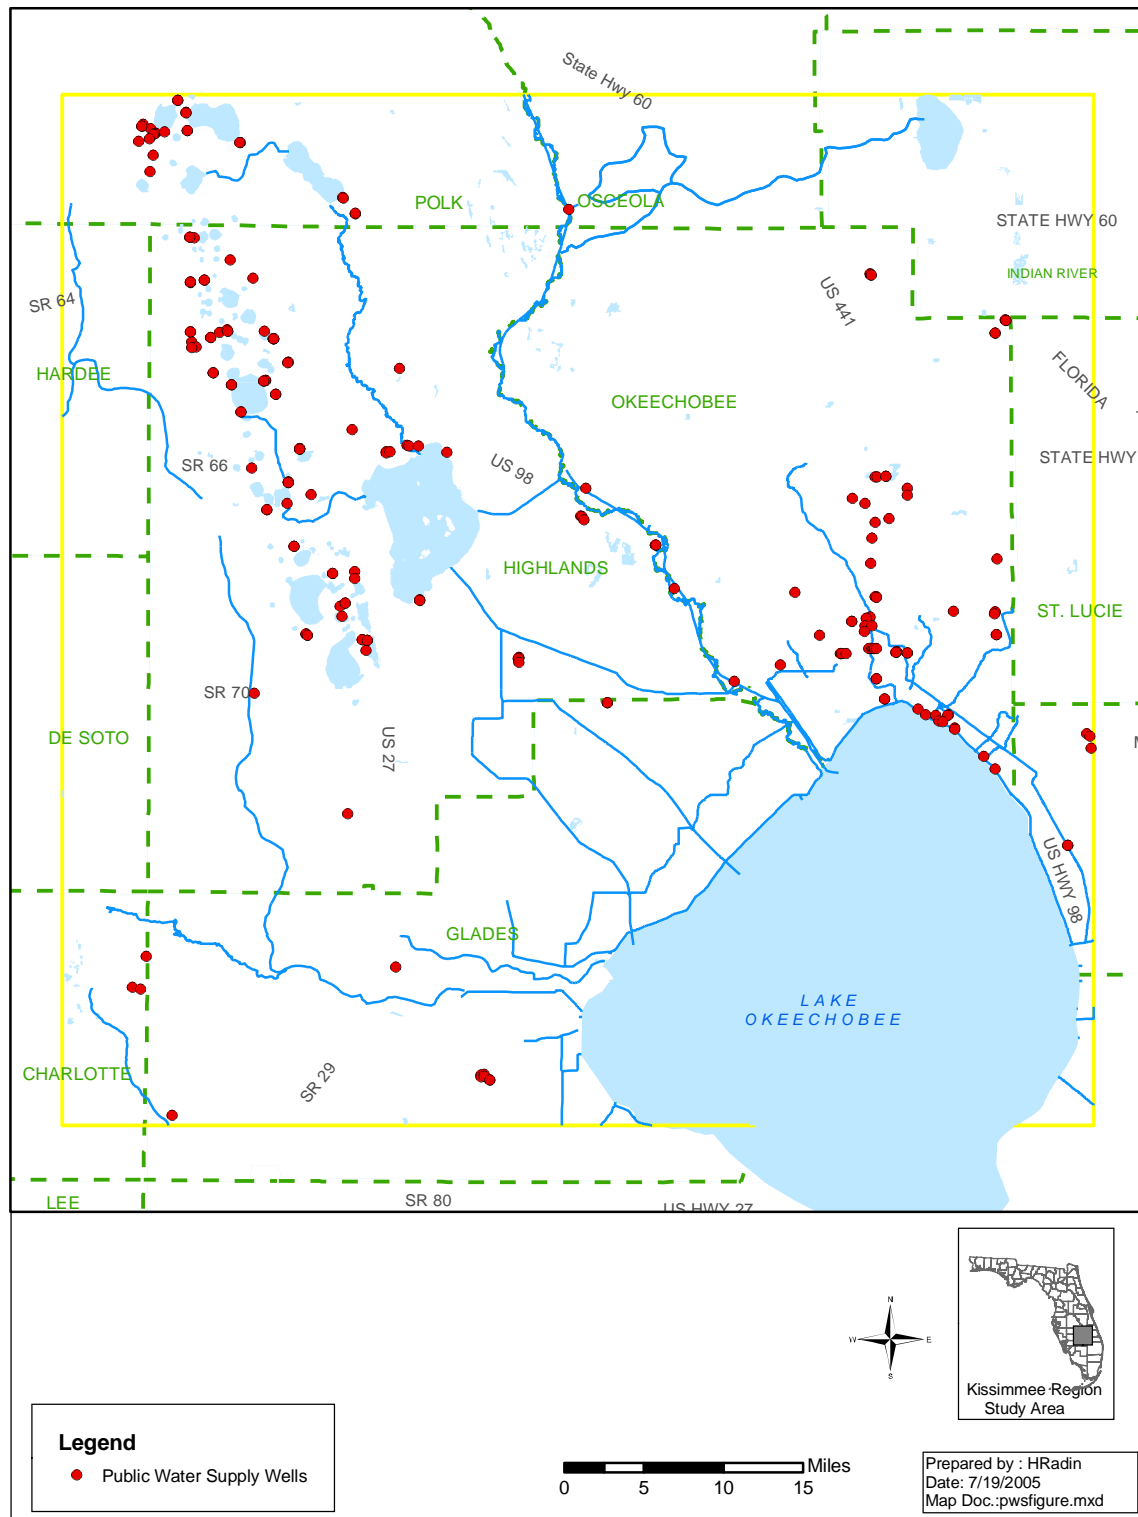 State Hwy 60
POLK
OSCEOLA
STATE HWY 60
INDIAN RIVER
US 441
SR 64
HARDEE
FLORIDA
OKEECHOBEE
STATE HWY
SR 66
US 98
HIGHLANDS
ST. LUCIE
SR 70
DE SOTO
US 27
M
US HWY 98
GLADES
LAKE
OKEECHOBEE
CHARLOTTE
SR 29
LEE
SR 80
US HWY 27
N
W
E
S
Kissimmee Region
Study Area
Legend
Public Water Supply Wells
Miles
0 5 10 15
Prepared by : HRadin
Date: 7/19/2005
Map Doc.:pwsfigure.mxd